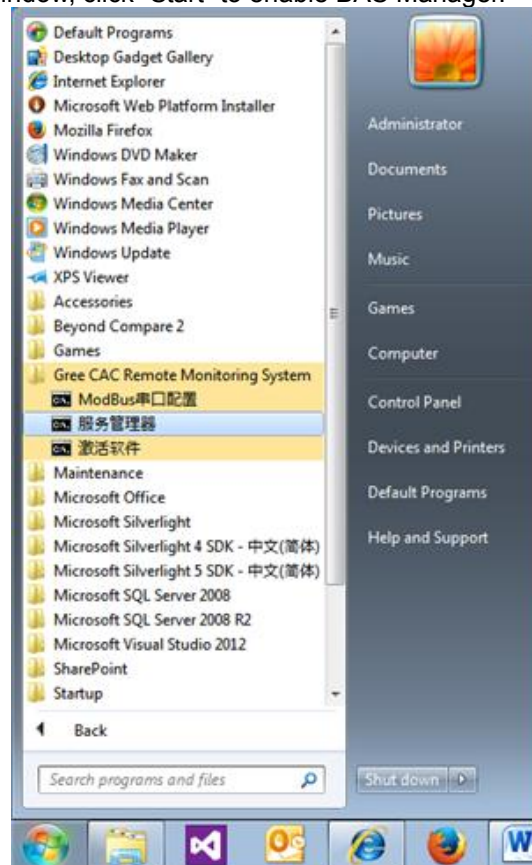 indow, click "Start" to enable DAS Manager.
Default Programs
Desktop Gadget Gallery
Internet Explorer
Microsoft Web Platform Installer
Mozilla Firefox
Windows DVD Maker
Windows Fax and Scan
Windows Media Center
Windows Media Player
Windows Update
XPS Viewer
Accessories
Beyond Compare 2
Games
Gree CAC Remote Monitoring System
ModBus串口配置
服务管理器
激活软件
Maintenance
Microsoft Office
Microsoft Silverlight
Microsoft Silverlight 4 SDK - 中文(简体)
Microsoft Silverlight 5 SDK - 中文(简体)
Microsoft SQL Server 2008
Microsoft SQL Server 2008 R2
Microsoft Visual Studio 2012
SharePoint
Startup
Back
Search programs and files
Administrator
Documents
Pictures
Music
Games
Computer
Control Panel
Devices and Printers
Default Programs
Help and Support
Shut down